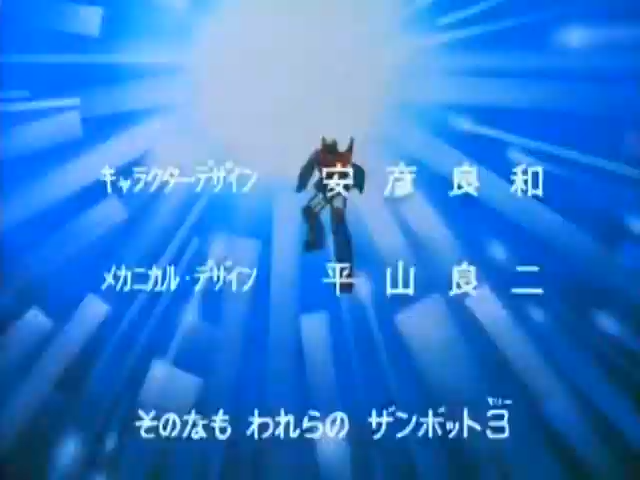 キャラクター・デザイン 安彦良和
メカニカル・デザイン 平山良二
そのなも われらの ザンボット3